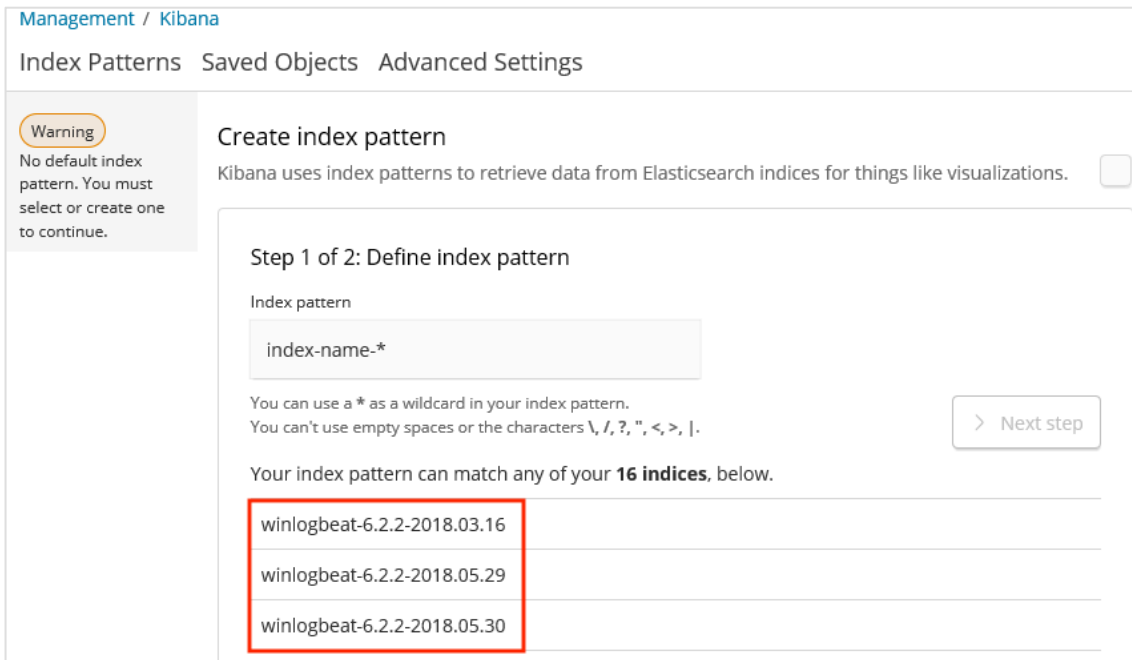 Management / Kibana
Index Patterns Saved Objects Advanced Settings
Warning
No default index
pattern. You must
select or create one
to continue.
Create index pattern
Kibana uses index patterns to retrieve data from Elasticsearch indices for things like visualizations.
Step 1 of 2: Define index pattern
Index pattern
index-name-*
You can use a * as a wildcard in your index pattern.
You can't use empty spaces or the characters \, /, ?, ", <, >, |.
> Next step
Your index pattern can match any of your 16 indices, below.
winlogbeat-6.2.2-2018.03.16
winlogbeat-6.2.2-2018.05.29
winlogbeat-6.2.2-2018.05.30